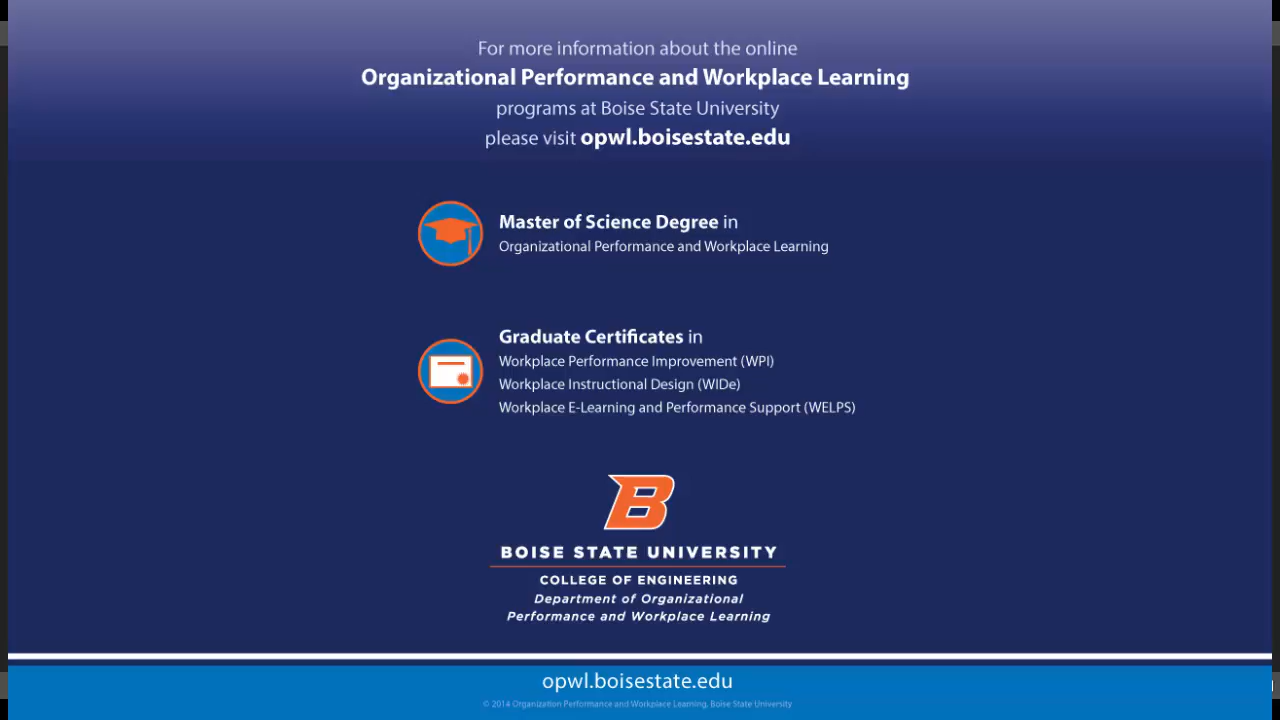 For more information about the online
Organizational Performance and Workplace Learning
programs at Boise State University
please visit opwl.boisestate.edu
Master of Science Degree in
Organizational Performance and Workplace Learning
Graduate Certificates in
Workplace Performance Improvement (WPI)
Workplace Instructional Design (WIDe)
Workplace E-Learning and Performance Support (WELPS)
B
BOISE STATE UNIVERSITY
COLLEGE OF ENGINEERING
Department of Organizational
Performance and Workplace Learning
opwl.boisestate.edu
© 2014 Organization Performance and Workplace Learning, Boise State University